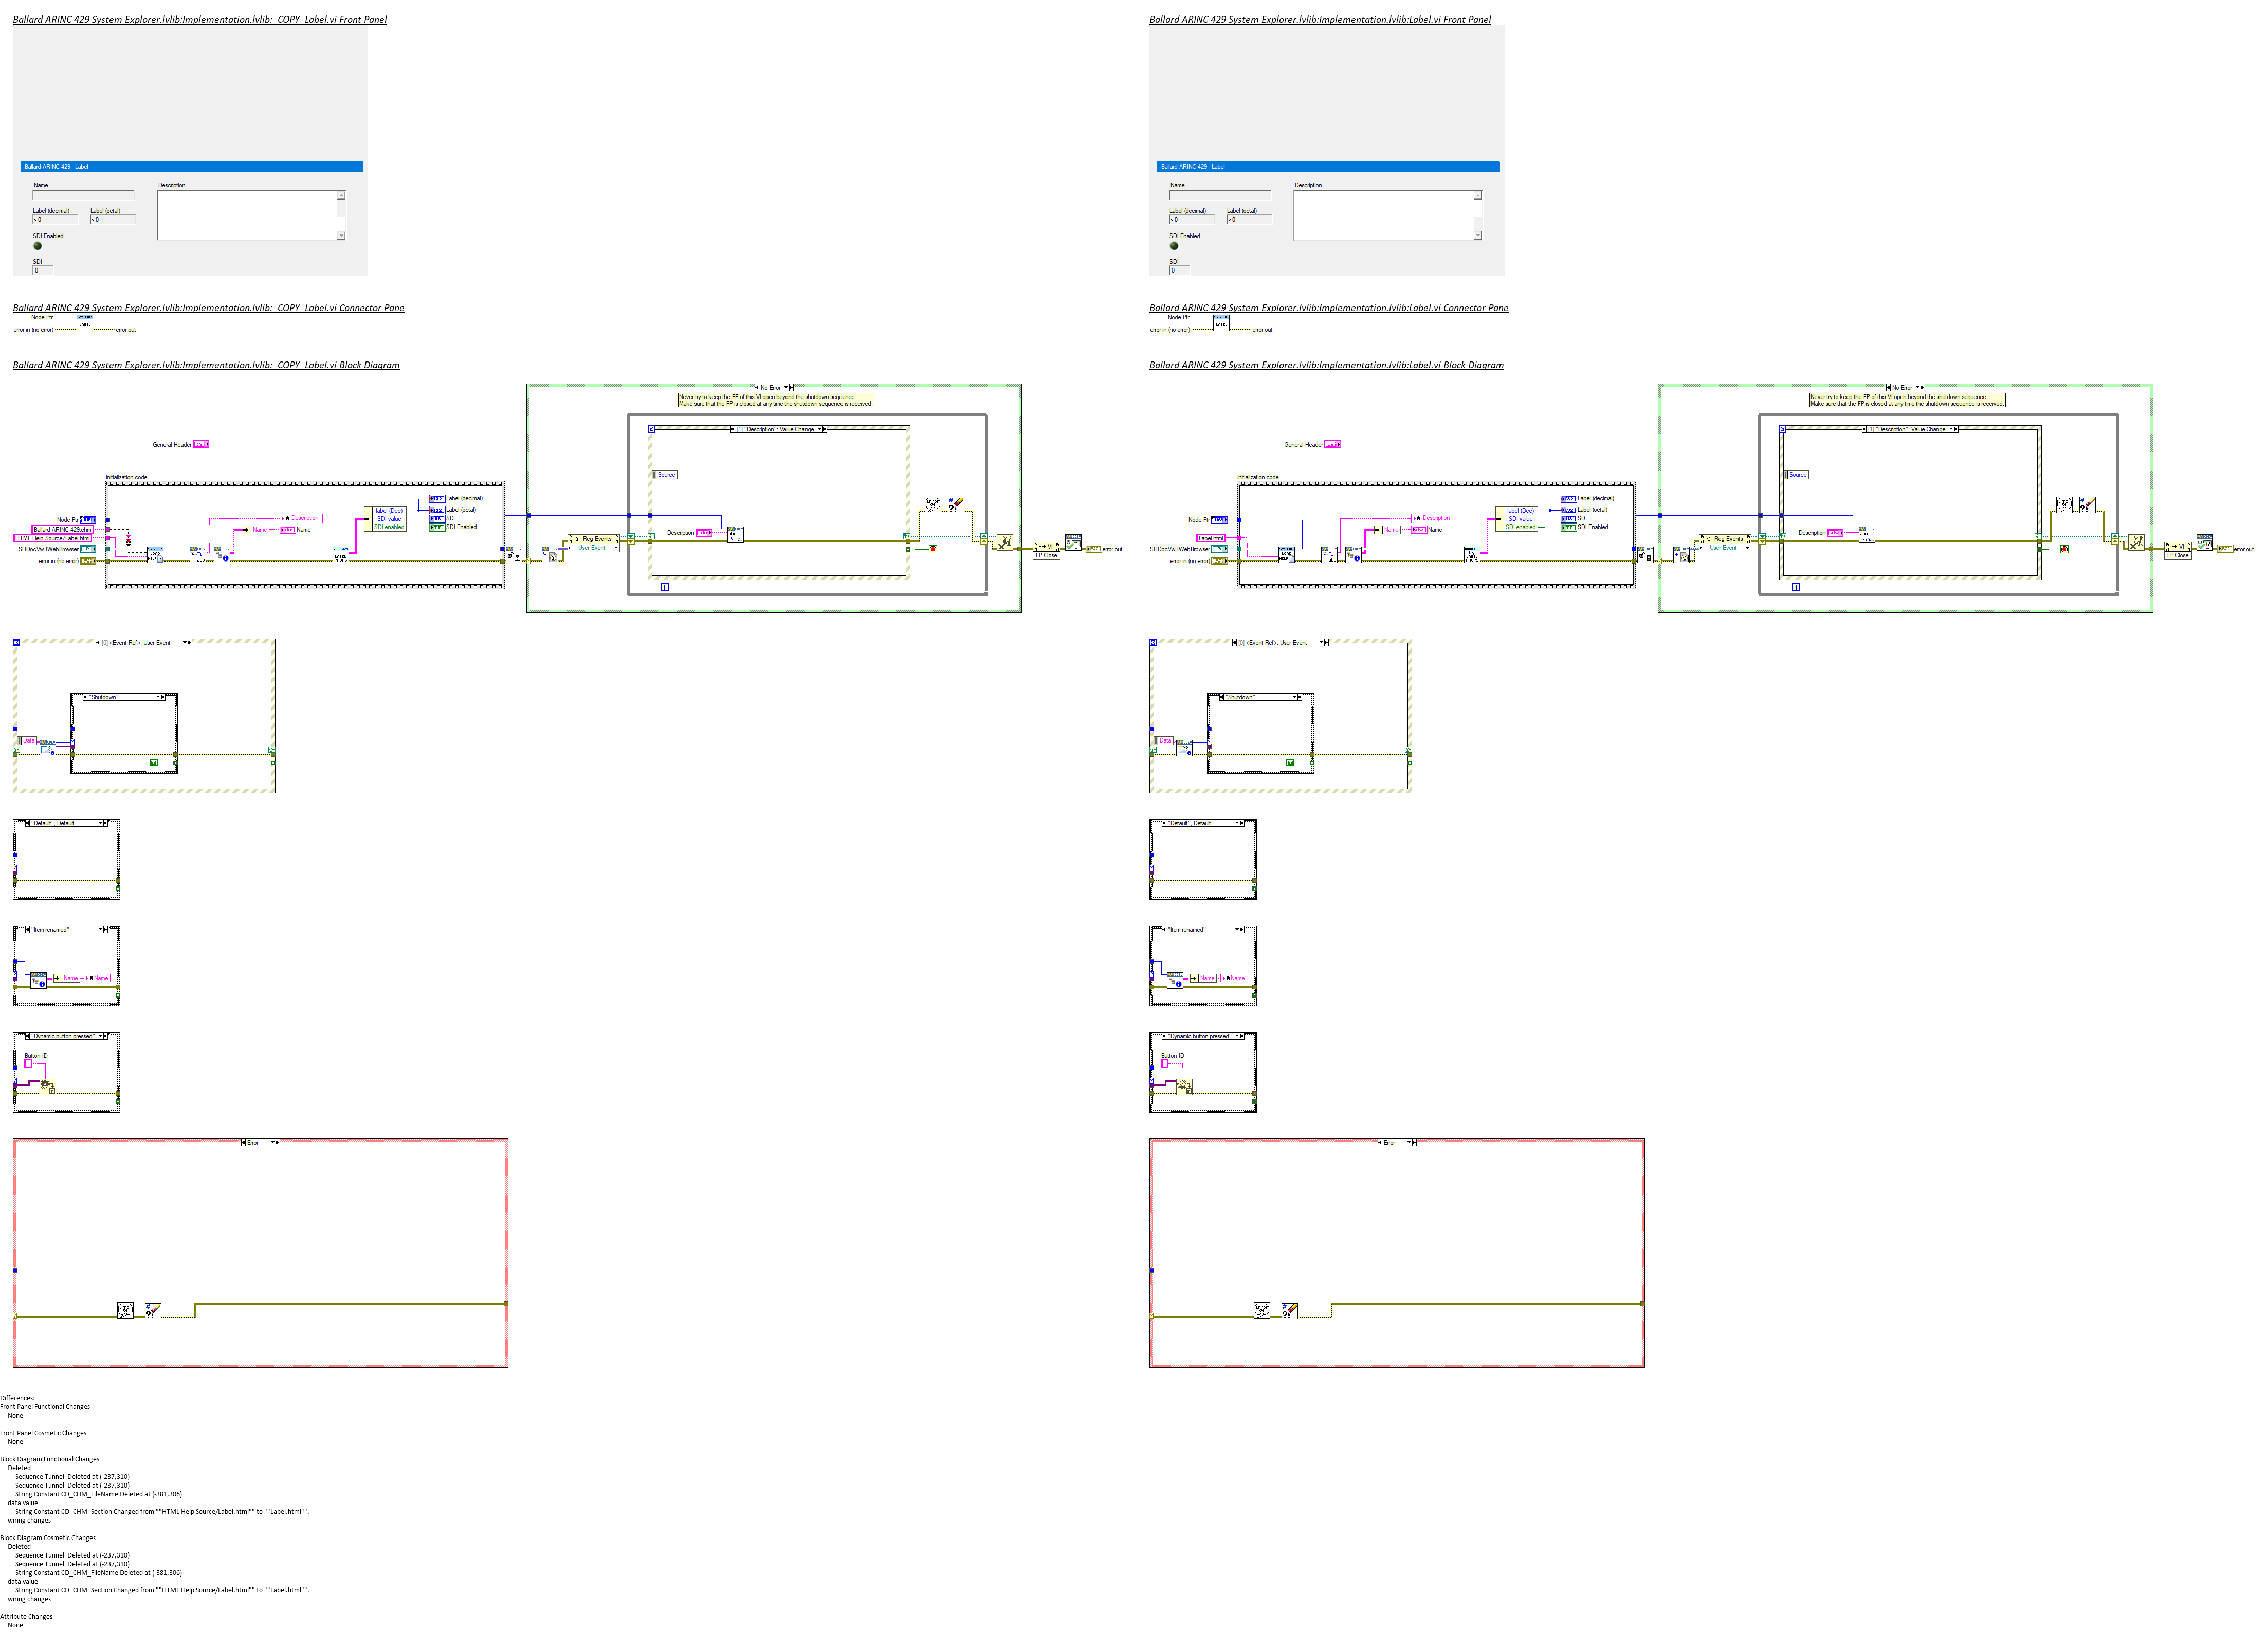 Ballard ARINC 429 System Explorer.lvlib:Implementation.lvlib:_COPY_Label.vi Front Panel
Ballard ARINC 429 - Label
Name
Description
Label (decimal)
Label (octal)
d 0
o 0
SDI Enabled
SDI
0
Ballard ARINC 429 System Explorer.lvlib:Implementation.lvlib:_COPY_Label.vi Connector Pane
Node Ptr
LABEL
error in (no error)
error out
Ballard ARINC 429 System Explorer.lvlib:Implementation.lvlib:_COPY_Label.vi Block Diagram
No Error
Never try to keep the FP of this VI open beyond the shutdown sequence.
Make sure that the FP is closed at any time the shutdown sequence is received.
[1] "Description": Value Change
General Header
Source
Initialization code
Label (decimal)
label (Dec)
Label (octal)
Node Ptr
Description
SDI value
SD
Ballard ARINC 429.chm
Name
Name
SDI enabled
SDI Enabled
HTML Help Source/Label.html
Description
Reg Events
SHDocVw.IWebBrowser
User Event
VI
error out
error in (no error)
FP.Close
[0] <Event Ref>: User Event
"Shutdown"
Data
"Default", Default
"Item renamed"
Name
Name
"Dynamic button pressed"
Button ID
Error
Differences:
Front Panel Functional Changes
None
Front Panel Cosmetic Changes
None
Block Diagram Functional Changes
Deleted
Sequence Tunnel  Deleted at (-237,310)
Sequence Tunnel  Deleted at (-237,310)
String Constant CD_CHM_FileName Deleted at (-381,306)
data value
String Constant CD_CHM_Section Changed from ""HTML Help Source/Label.html"" to ""Label.html"".
wiring changes
Block Diagram Cosmetic Changes
Deleted
Sequence Tunnel  Deleted at (-237,310)
Sequence Tunnel  Deleted at (-237,310)
String Constant CD_CHM_FileName Deleted at (-381,306)
data value
String Constant CD_CHM_Section Changed from ""HTML Help Source/Label.html"" to ""Label.html"".
wiring changes
Attribute Changes
None
Ballard ARINC 429 System Explorer.lvlib:Implementation.lvlib:Label.vi Front Panel
Ballard ARINC 429 - Label
Name
Description
Label (decimal)
Label (octal)
d 0
o 0
SDI Enabled
SDI
0
Ballard ARINC 429 System Explorer.lvlib:Implementation.lvlib:Label.vi Connector Pane
Node Ptr
LABEL
error in (no error)
error out
Ballard ARINC 429 System Explorer.lvlib:Implementation.lvlib:Label.vi Block Diagram
No Error
Never try to keep the FP of this VI open beyond the shutdown sequence.
Make sure that the FP is closed at any time the shutdown sequence is received.
[1] "Description": Value Change
General Header
Source
Initialization code
Label (decimal)
label (Dec)
Label (octal)
Node Ptr
Description
SDI value
SD
Name
Name
SDI enabled
SDI Enabled
Label.html
Description
Reg Events
SHDocVw.IWebBrowser
User Event
VI
error out
error in (no error)
FP.Close
[0] <Event Ref>: User Event
"Shutdown"
Data
"Default", Default
"Item renamed"
Name
Name
"Dynamic button pressed"
Button ID
Error